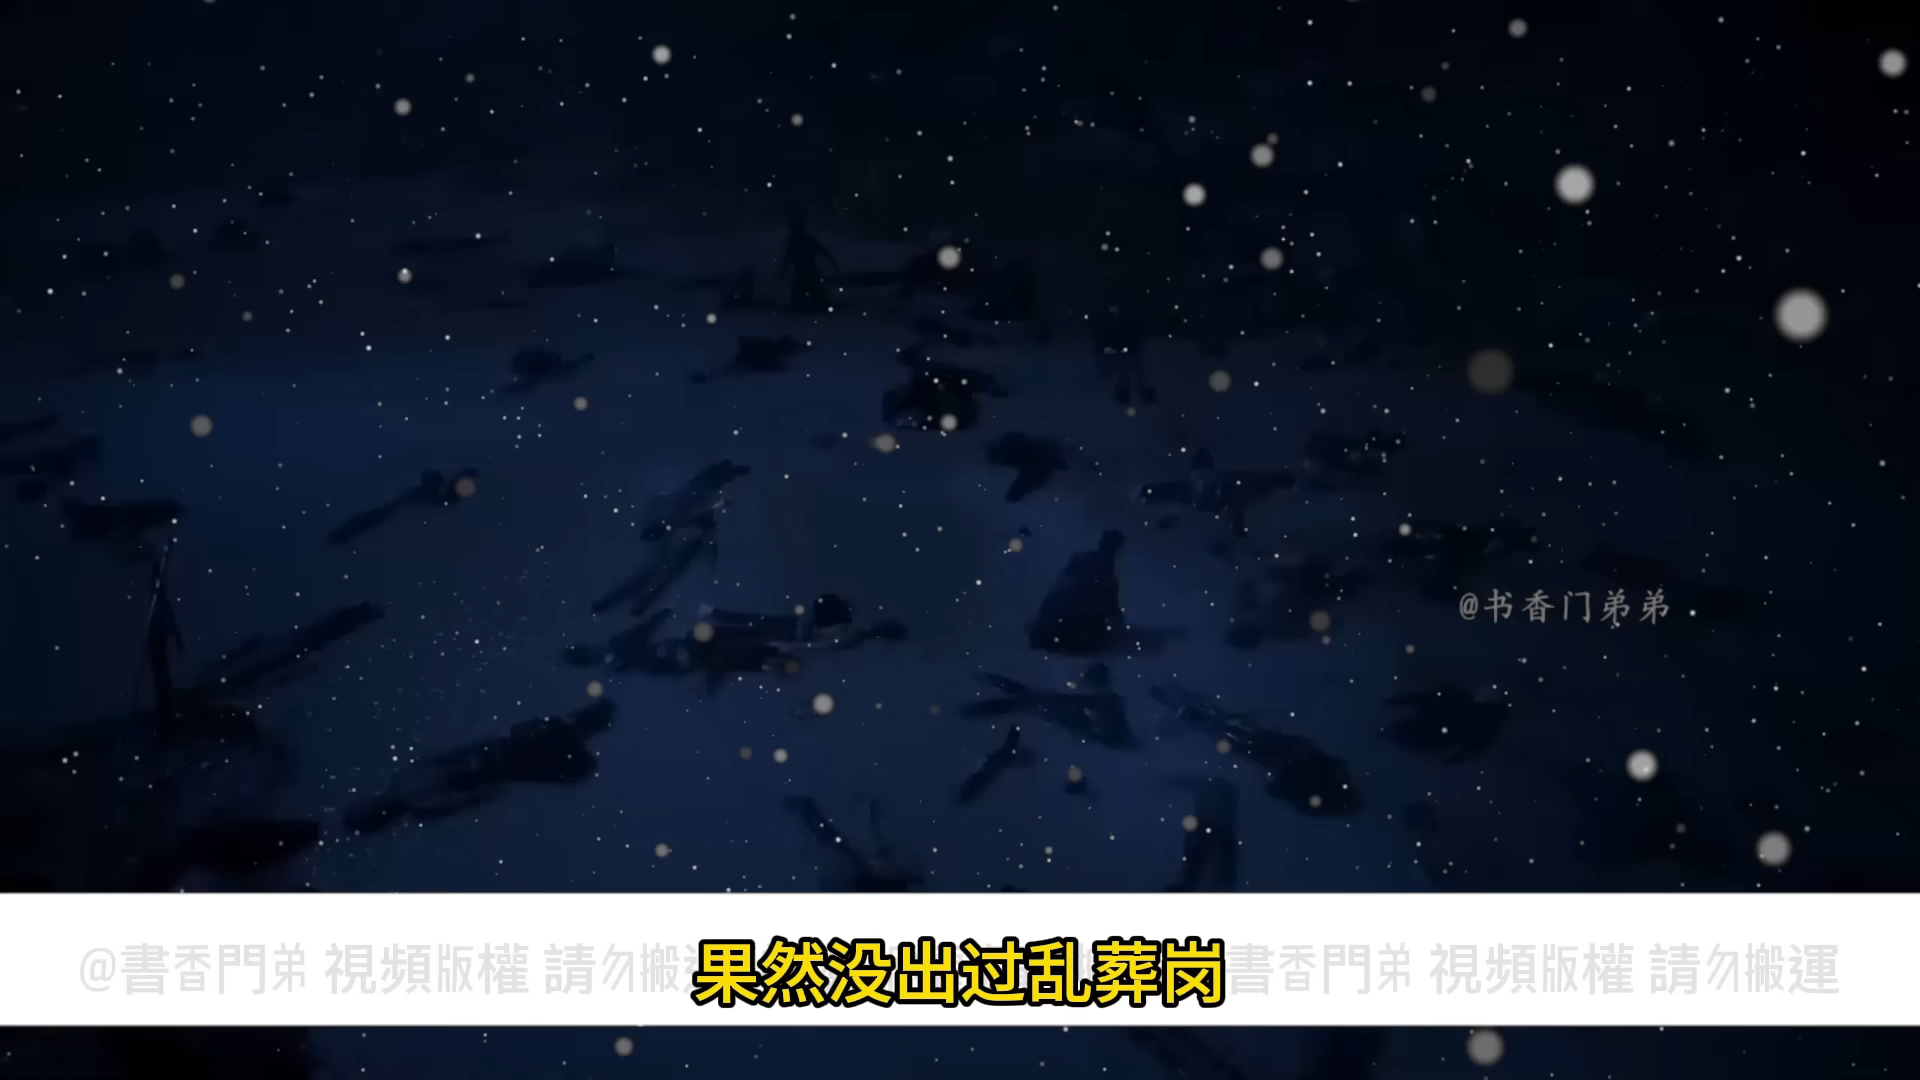 @书香门弟弟
@書香門弟 視頻版權 請勿搬 書香門弟 視頻版權 請勿搬運
果然没出过乱葬岗